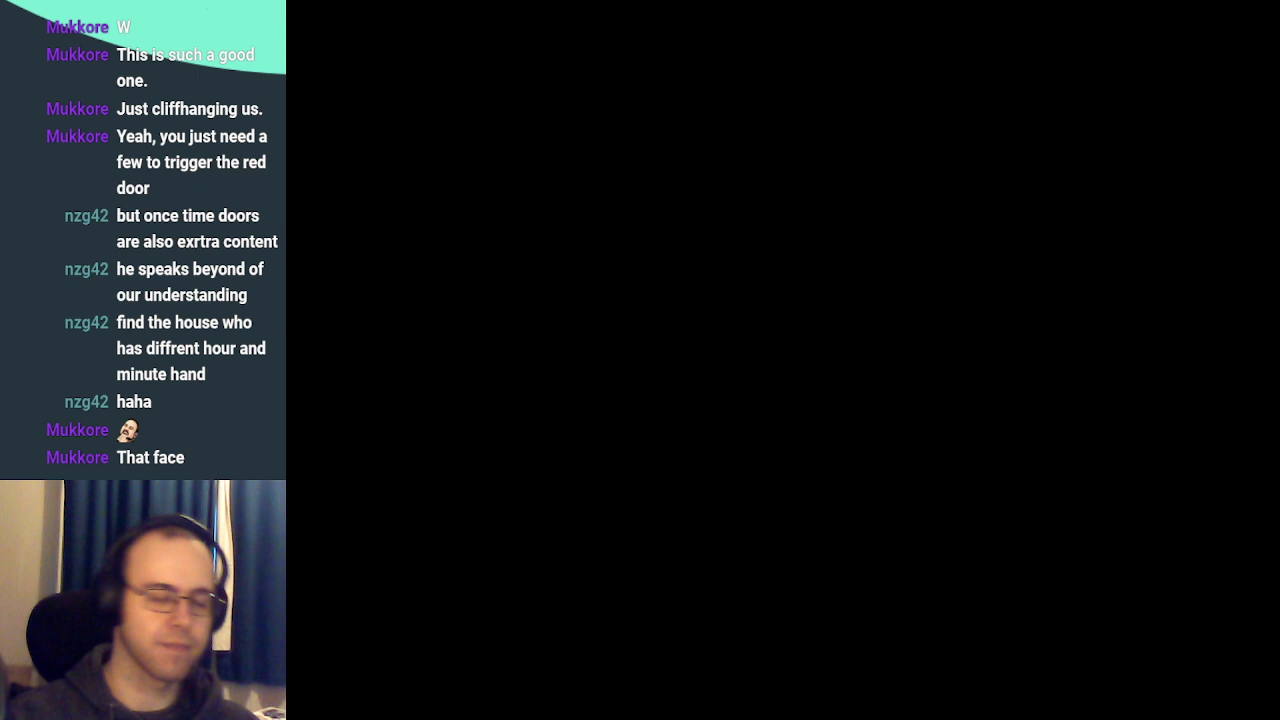 Mukkore W
Mukkore This is such a good
one.
Mukkore Just cliffhanging us.
Mukkore Yeah, you just need a
few to trigger the red
door
nzg42 but once time doors
are also exrtra content
nzg42 he speaks beyond of
our understanding
nzg42 find the house who
has diffrent hour and
minute hand
nzg42 haha
Mukkore
Mukkore That face